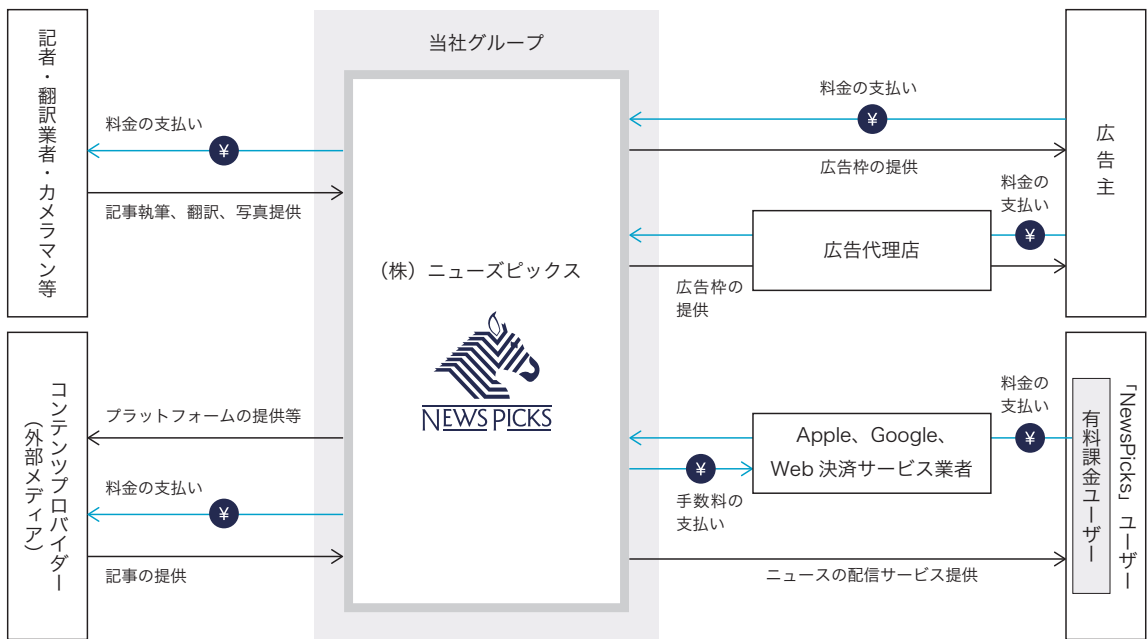 当社グループ
記者・翻訳業者・カメラマン等
料金の支払い
¥
記事執筆、翻訳、写真提供
コンテンツプロバイダー
(外部メディア)
プラットフォームの提供等
料金の支払い
¥
記事の提供
(株)ニューズピックス
NEWSPICKS
料金の支払い
¥
広告枠の提供
料金の
支払い
¥
広告代理店
広告枠の
提供
広告主
料金の
支払い
¥
Apple、Google、
Web 決済サービス業者
¥
手数料の
支払い
ニュースの配信サービス提供
「NewsPicks」ユーザー
有料課金ユーザー